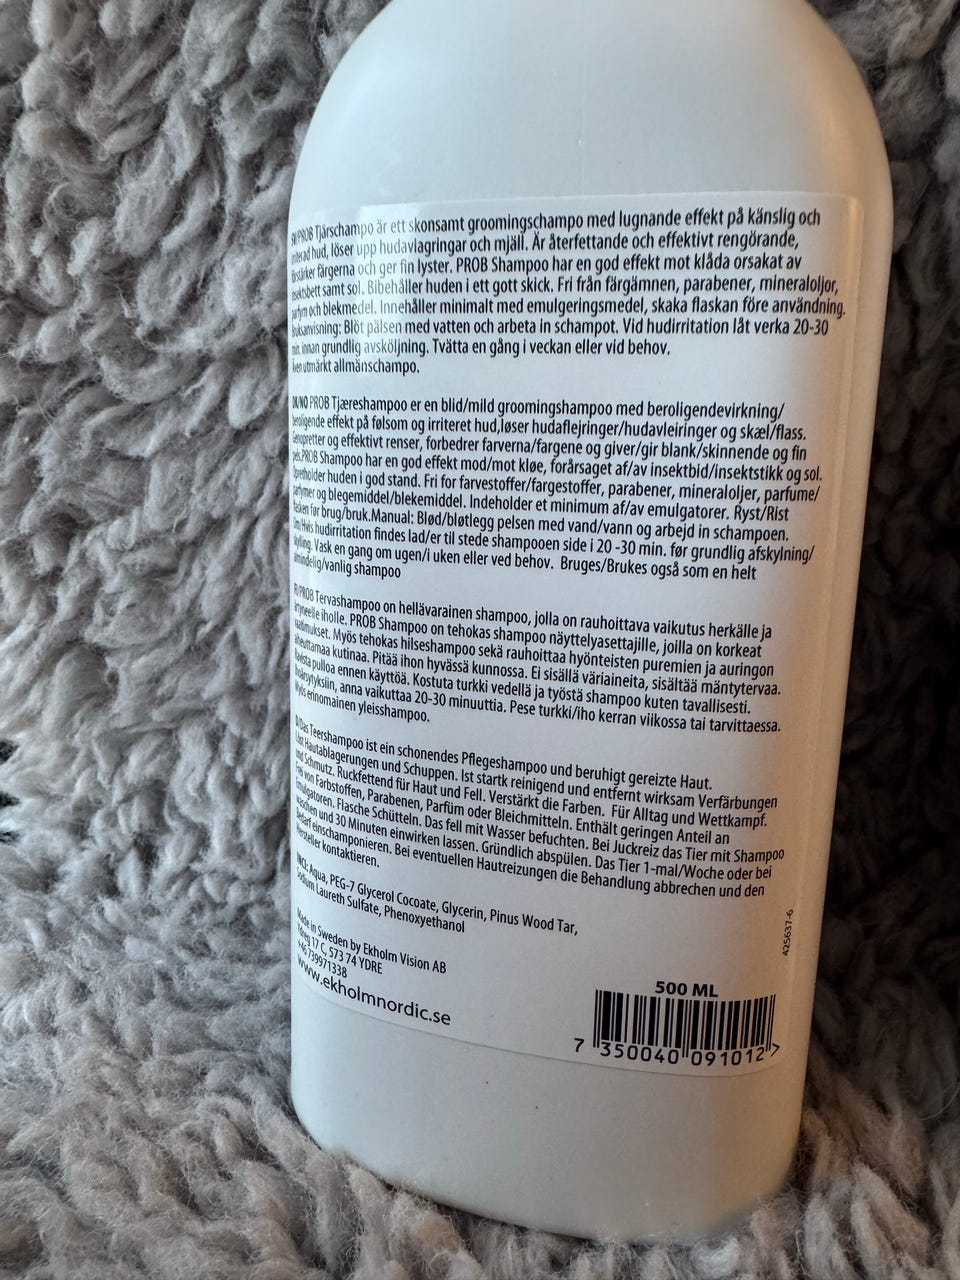 PROB Tjärschampo är ett skonsamt groomingschampo med lugnande effekt på känslig och
hud, löser upp hudavlagringar och mjäll. Är återfettande och effektivt rengörande,
färgerna och ger fin lyster. PROB Shampoo har en god effekt mot klåda orsakat av
insektsbett samt sol. Bibehåller huden i ett gott skick. Fri från färgämnen, parabener, mineraloljor,
parfym och blekmedel. Innehåller minimalt med emulgeringsmedel, skaka flaskan före användning.
Bruksanvisning: Blöt pälsen med vatten och arbeta in schampot. Vid hudirritation låt verka 20-30
min. innan grundlig avsköljning. Tvätta en gång i veckan eller vid behov.
Även utmärkt allmänschampo.
DK/NO PROB Tjæreshampoo er en blid/mild groomingshampoo med beroligendevirkning/
beroligende effekt på følsom og irriteret hud,løser hudaflejringer/hudavleiringer og skæl/flass.
Genopretter og effektivt renser, forbedrer farverna/fargene og giver/gir blank/skinnende og fin
pels.PROB Shampoo har en god effekt mod/mot kløe, forårsaget af/av insektbid/insektstikk og sol.
Opretholder huden i god stand. Fri for farvestoffer/fargestoffer, parabener, mineraloljer, parfume/
parfymer og blegemiddel/blekemiddel. Indeholder et minimum af/av emulgatorer. Ryst/Rist
flasken før brug/bruk.Manual: Blød/bløtlegg pelsen med vand/vann og arbejd in schampoen.
Om/Hvis hudirritation findes lad/er til stede shampooen side i 20 -30 min. før grundlig afskylning/
skylling. Vask en gang om ugen/i uken eller ved behov. Bruges/Brukes også som en helt
almindelig/vanlig shampoo
FI PROB Tervashampoo on hellävarainen shampoo, jolla on rauhoittava vaikutus herkälle ja
ärtyneelle iholle. PROB Shampoo on tehokas shampoo näyttelyasettajille, joilla on korkeat
vaatimukset. Myös tehokas hilseshampoo sekä rauhoittaa hyönteisten puremien ja auringon
aiheuttamaa kutinaa. Pitää ihon hyvässä kunnossa. Ei sisällä väriaineita, sisältää mäntytervaa.
Ravista pulloa ennen käyttöä. Kostuta turkki vedellä ja työstä shampoo kuten tavallisesti.
Ihoärsytyksiin, anna vaikuttaa 20-30 minuuttia. Pese turkki/iho kerran viikossa tai tarvittaessa.
Myös erinomainen yleisshampoo.
D/Das Teershampoo ist ein schonendes Pflegeshampoo und beruhigt gereizte Haut.
Löst Hautablagerungen und Schuppen. Ist startk reinigend und entfernt wirksam Verfärbungen
und Schmutz. Ruckfettend für Haut und Fell. Verstärkt die Farben. Für Alltag und Wettkampf.
Frei von Farbstoffen, Parabenen, Parfüm oder Bleichmitteln. Enthält geringen Anteil an
Emulgatoren. Flasche Schütteln. Das fell mit Wasser befuchten. Bei Juckreiz das Tier mit Shampoo
waschen und 30 Minuten einwirken lassen. Gründlich abspülen. Das Tier 1-mal/Woche oder bei
Bedarf einschamponieren. Bei eventuellen Hautreizungen die Behandlung abbrechen und den
Hersteller kontaktieren.
INCI: Aqua, PEG-7 Glycerol Cocoate, Glycerin, Pinus Wood Tar,
Sodium Laureth Sulfate, Phenoxyethanol
Made in Sweden by Ekholm Vision AB
Ydreg 17 C, 573 74 YDRE
+46 739971338
www.ekholmnordic.se
425637-6
500 ML
7 350040 091012 >